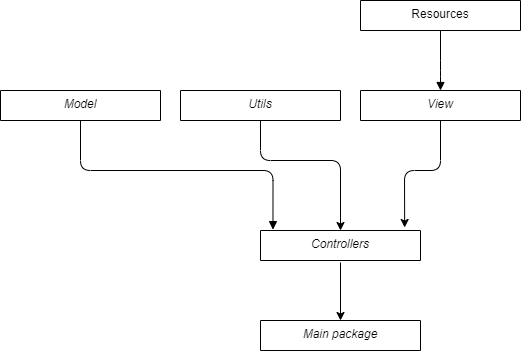 Resources
Model
Utils
View
Controllers
Main package